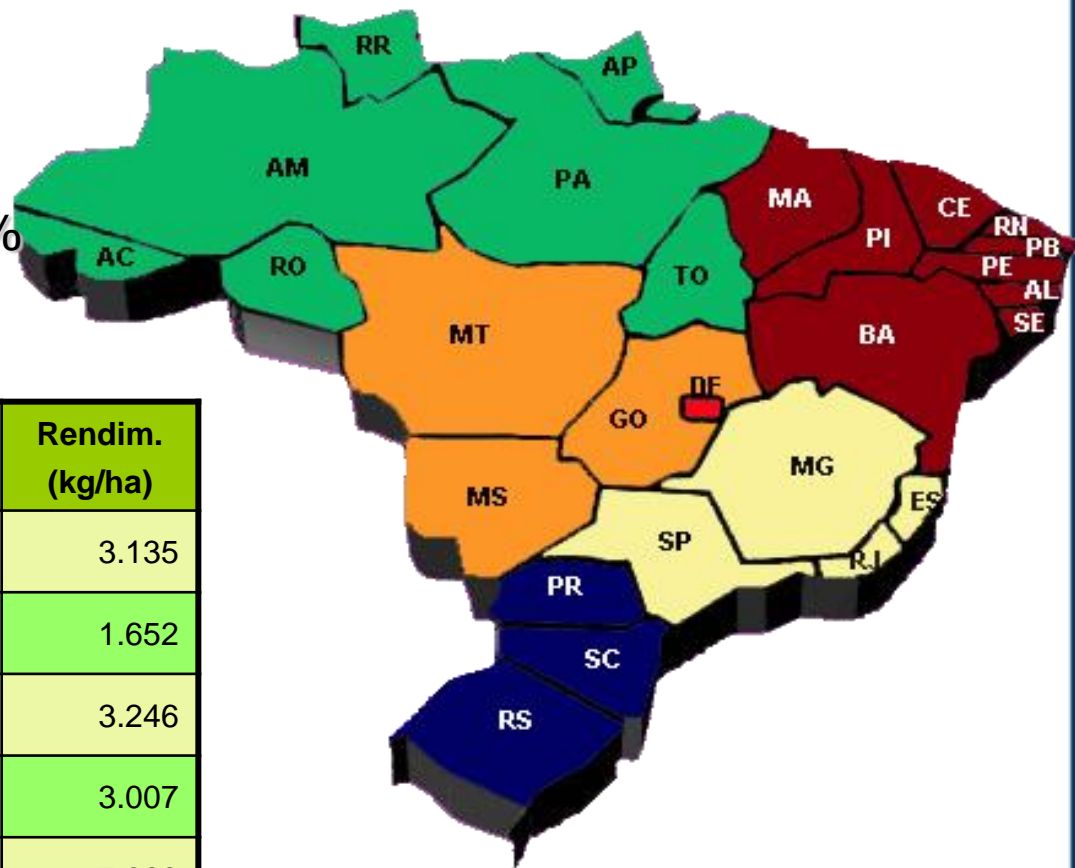 RR
AP
AM
PA
MA
CE
RN
PB
PI
PE
AL
SE
%
AC
RO
TO
BA
MT
DF
GO
MG
MS
ES
SP
RJ
PR
SC
RS
Rendim.
(kg/ha)
3.135
1.652
3.246
3.007